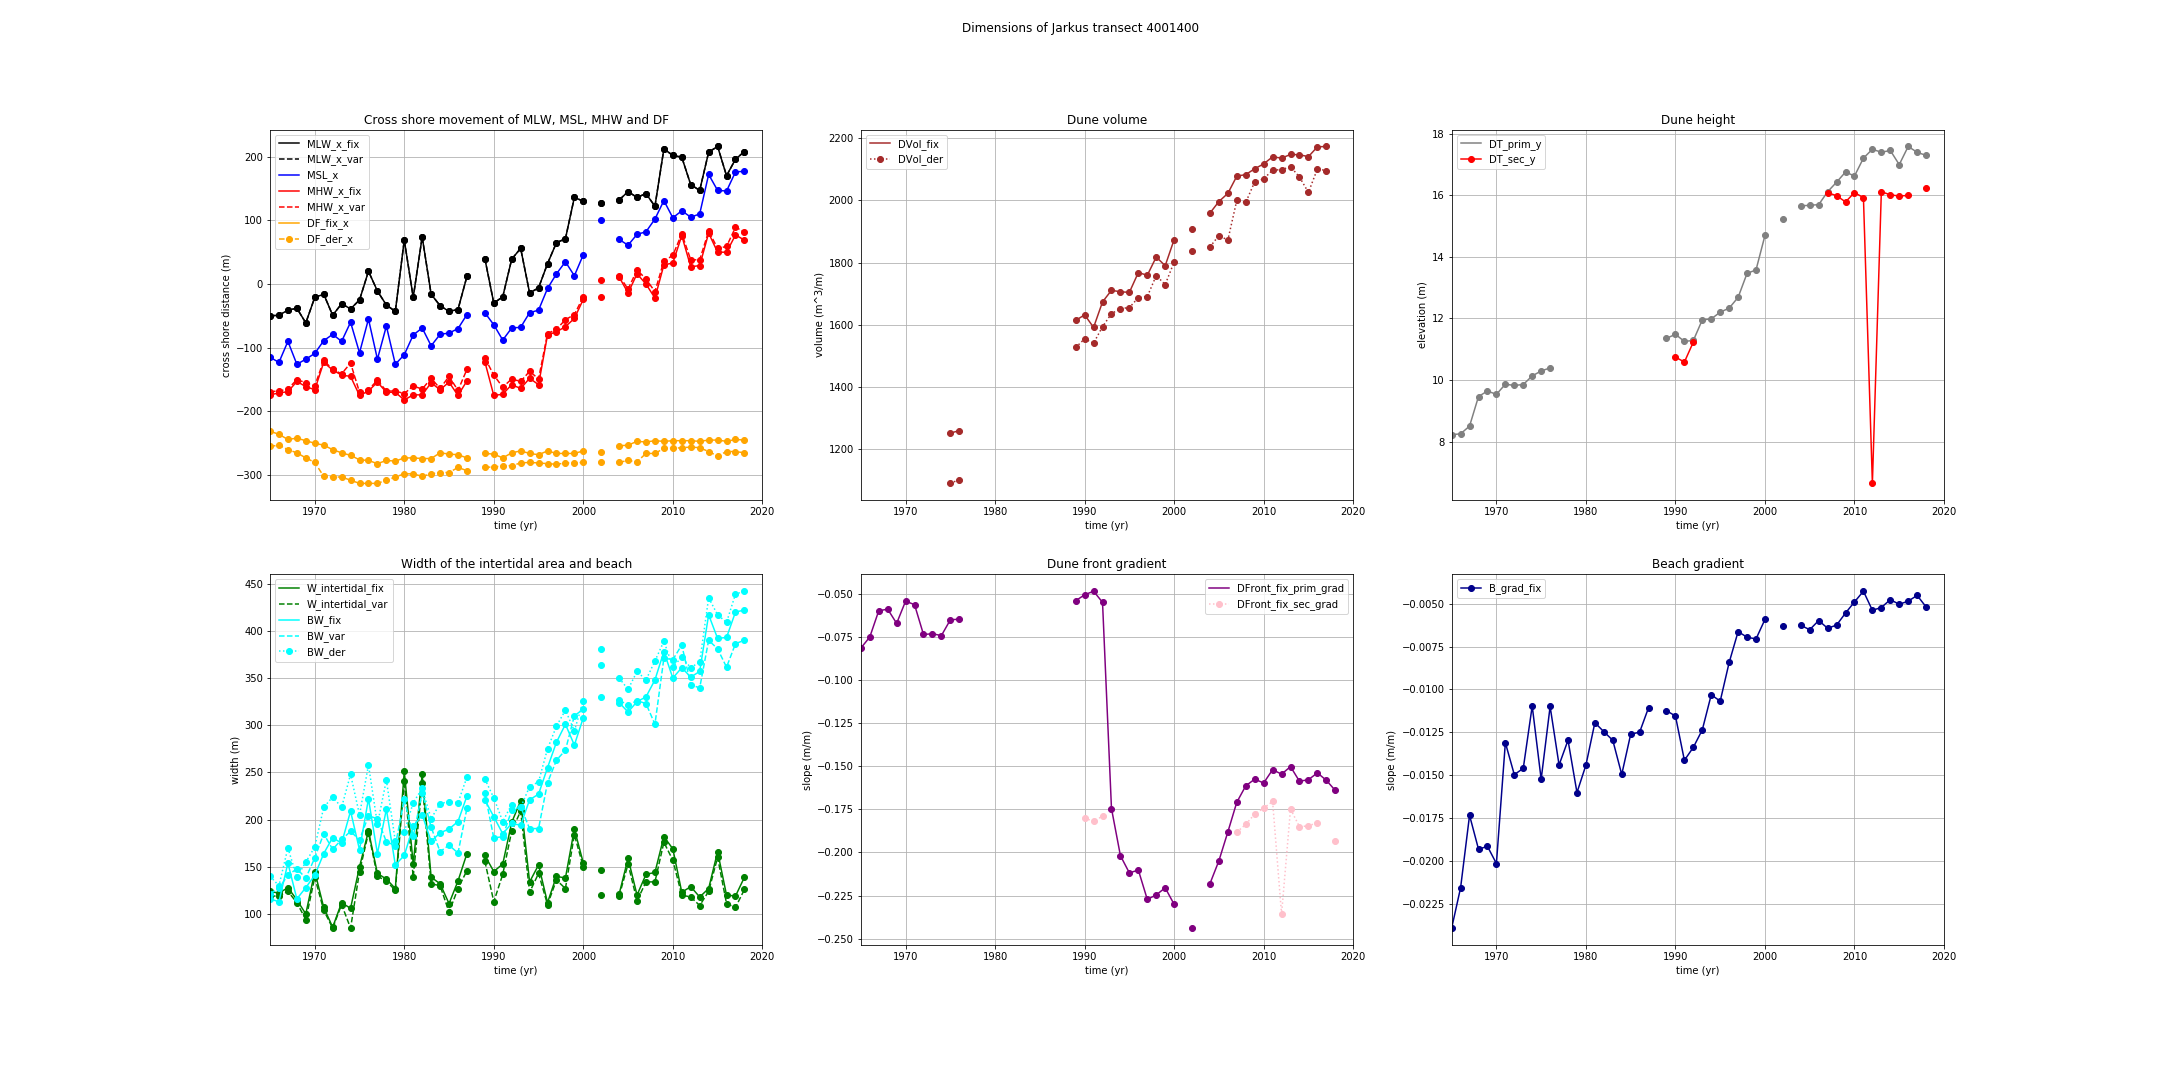 Dimensions of Jarkus transect 4001400
Cross shore movement of MLW, MSL, MHW and DF
cross shore distance (m)
200
100
0
−100
−200
−300
MLW_x_fix
MLW_x_var
MSL_x
MHW_x_fix
MHW_x_var
DF_fix_x
DF_der_x
1970 1980 1990 2000 2010 2020
time (yr)
Dune volume
volume (m^3/m)
2200
2000
1800
1600
1400
1200
DVol_fix
DVol_der
1970 1980 1990 2000 2010 2020
time (yr)
Dune height
elevation (m)
18
16
14
12
10
8
DT_prim_y
DT_sec_y
1970 1980 1990 2000 2010 2020
time (yr)
Width of the intertidal area and beach
width (m)
450
400
350
300
250
200
150
100
W_intertidal_fix
W_intertidal_var
BW_fix
BW_var
BW_der
1970 1980 1990 2000 2010 2020
time (yr)
Dune front gradient
slope (m/m)
−0.050
−0.075
−0.100
−0.125
−0.150
−0.175
−0.200
−0.225
−0.250
DFront_fix_prim_grad
DFront_fix_sec_grad
1970 1980 1990 2000 2010 2020
time (yr)
Beach gradient
slope (m/m)
−0.0050
−0.0075
−0.0100
−0.0125
−0.0150
−0.0175
−0.0200
−0.0225
B_grad_fix
1970 1980 1990 2000 2010 2020
time (yr)